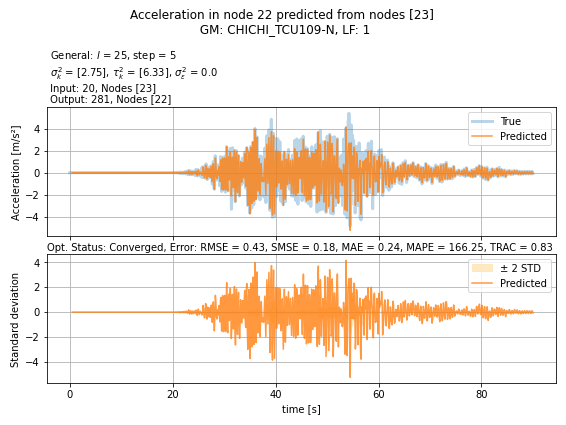 Acceleration in node 22 predicted from nodes [23]
GM: CHICHI_TCU109-N, LF: 1
General: l = 25, step = 5
σ²ₖ = [2.75], τ²ₖ = [6.33], σ²ε = 0.0
Input: 20, Nodes [23]
Output: 281, Nodes [22]
Acceleration [m/s²]
4
2
0
−2
−4
True
Predicted
Opt. Status: Converged, Error: RMSE = 0.43, SMSE = 0.18, MAE = 0.24, MAPE = 166.25, TRAC = 0.83
Standard deviation
4
2
0
−2
−4
± 2 STD
Predicted
0 20 40 60 80
time [s]